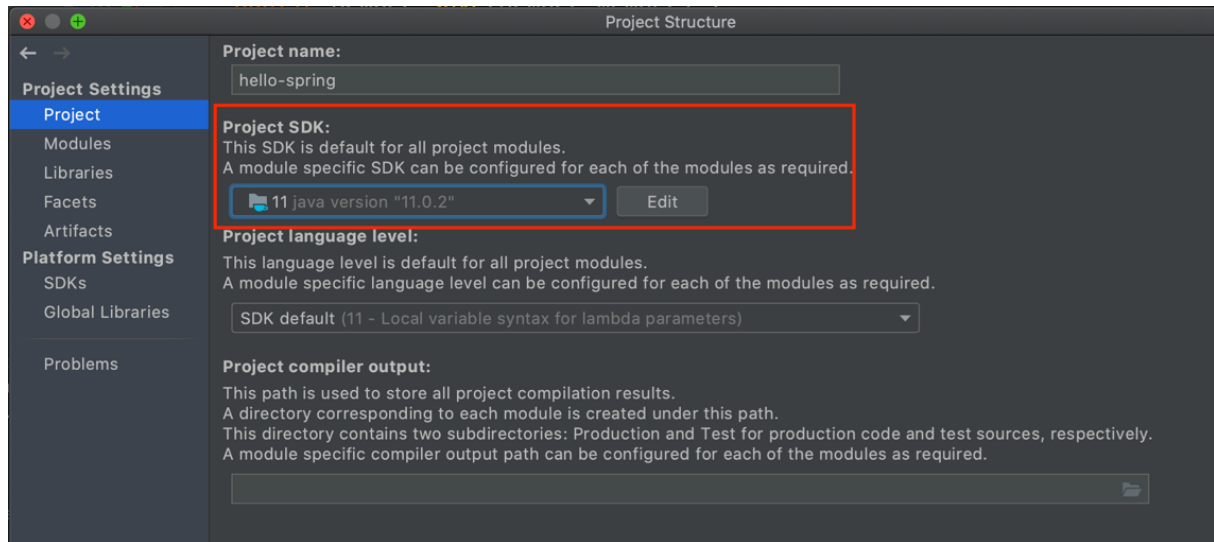 Project Structure
Project Settings
Project
Modules
Libraries
Facets
Artifacts
Platform Settings
SDKs
Global Libraries
Problems
Project name:
hello-spring
Project SDK:
This SDK is default for all project modules.
A module specific SDK can be configured for each of the modules as required.
11 java version "11.0.2"
Edit
Project language level:
This language level is default for all project modules.
A module specific language level can be configured for each of the modules as required.
SDK default (11 - Local variable syntax for lambda parameters)
Project compiler output:
This path is used to store all project compilation results.
A directory corresponding to each module is created under this path.
This directory contains two subdirectories: Production and Test for production code and test sources, respectively.
A module specific compiler output path can be configured for each of the modules as required.